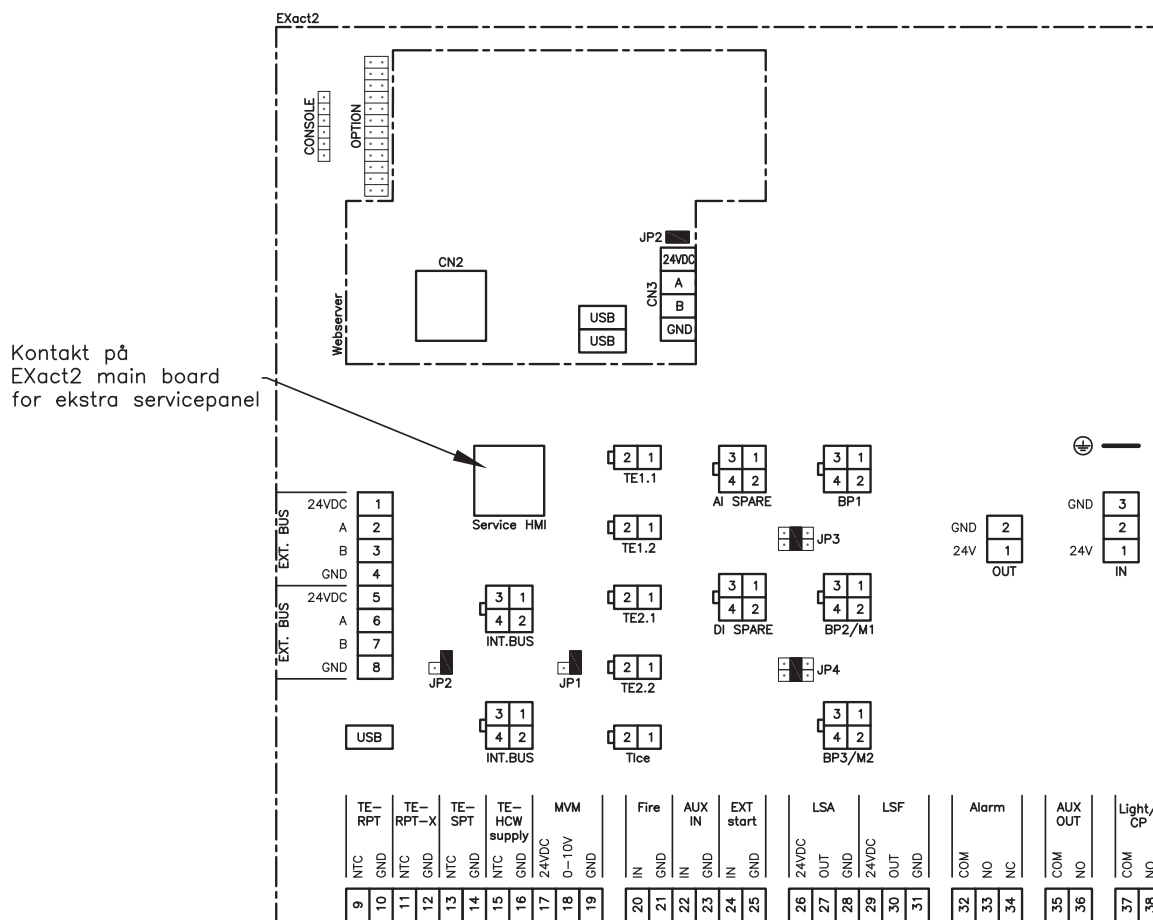 EXact2
CONSOLE
OPTION
JP2
24VDC
A
B
GND
CN3
CN2
USB
USB
Webserver
Kontakt på
EXact2 main board
for ekstra servicepanel
Service HMI
2 1
TE1.1
3 1
4 2
AI SPARE
3 1
4 2
BP1
EXT. BUS
24VDC 1
A 2
B 3
GND 4
EXT. BUS
24VDC 5
A 6
B 7
GND 8
2 1
TE1.2
JP3
GND 2
24V 1
OUT
GND 3
2
24V 1
IN
3 1
4 2
INT.BUS
2 1
TE2.1
3 1
4 2
DI SPARE
3 1
4 2
BP2/M1
JP2
JP1
2 1
TE2.2
JP4
USB
3 1
4 2
INT.BUS
2 1
TIce
3 1
4 2
BP3/M2
TE-
RPT
TE-
RPT-X
TE-
SPT
TE-
HCW
supply
MVM
Fire
AUX
IN
EXT
start
LSA
LSF
Alarm
AUX
OUT
Light/
CP
NTC GND NTC GND NTC GND NTC GND 24VDC 0-10V GND IN GND IN GND IN GND 24VDC OUT GND 24VDC OUT GND COM NO NC COM NO COM NO
9 10 11 12 13 14 15 16 17 18 19 20 21 22 23 24 25 26 27 28 29 30 31 32 33 34 35 36 37 38